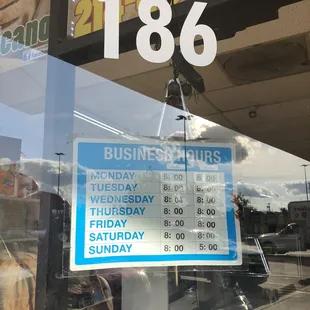 186
BUSINESS HOURS
MONDAY 8:00 8:00
TUESDAY 8:00 8:00
WEDNESDAY 8:00 8:00
THURSDAY 8:00 8:00
FRIDAY 8:00 8:00
SATURDAY 8:00 8:00
SUNDAY 8:00 5:00